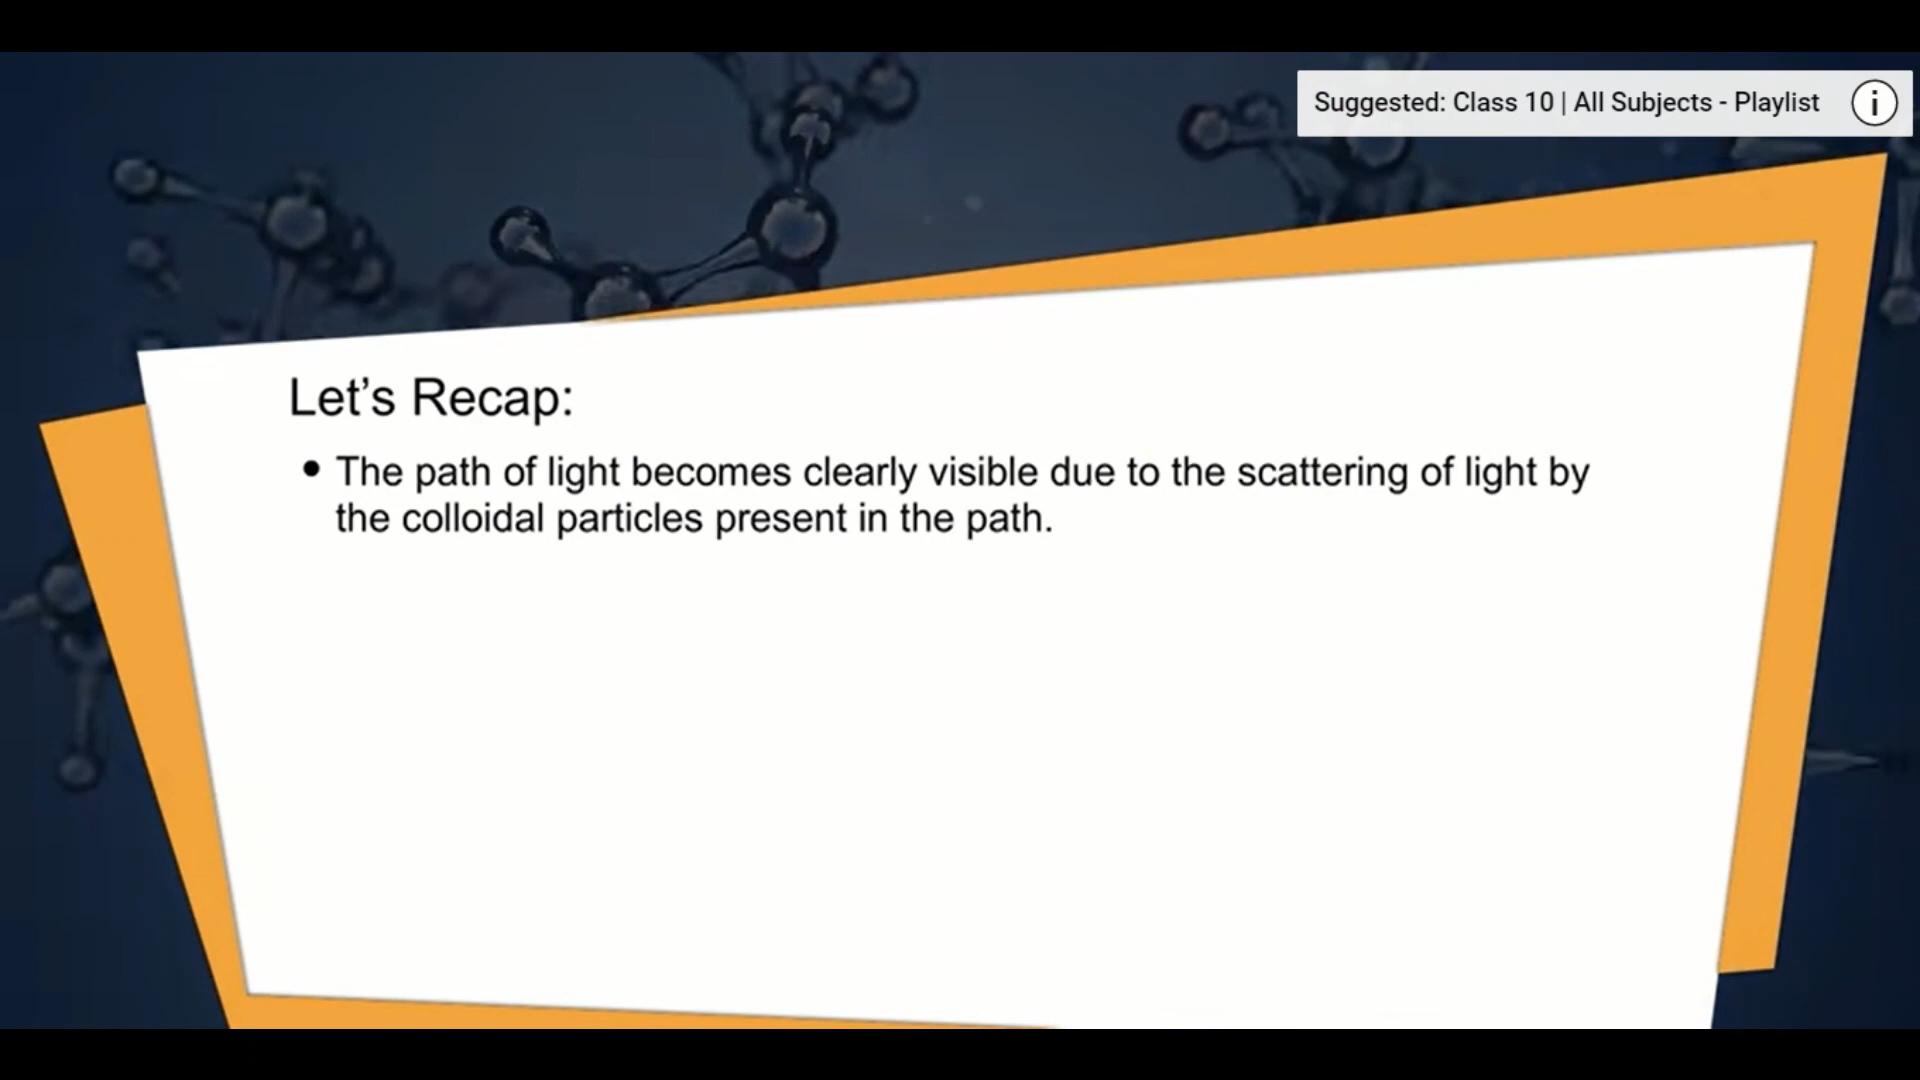 Suggested: Class 10 | All Subjects - Playlist
Let’s Recap:
• The path of light becomes clearly visible due to the scattering of light by
the colloidal particles present in the path.